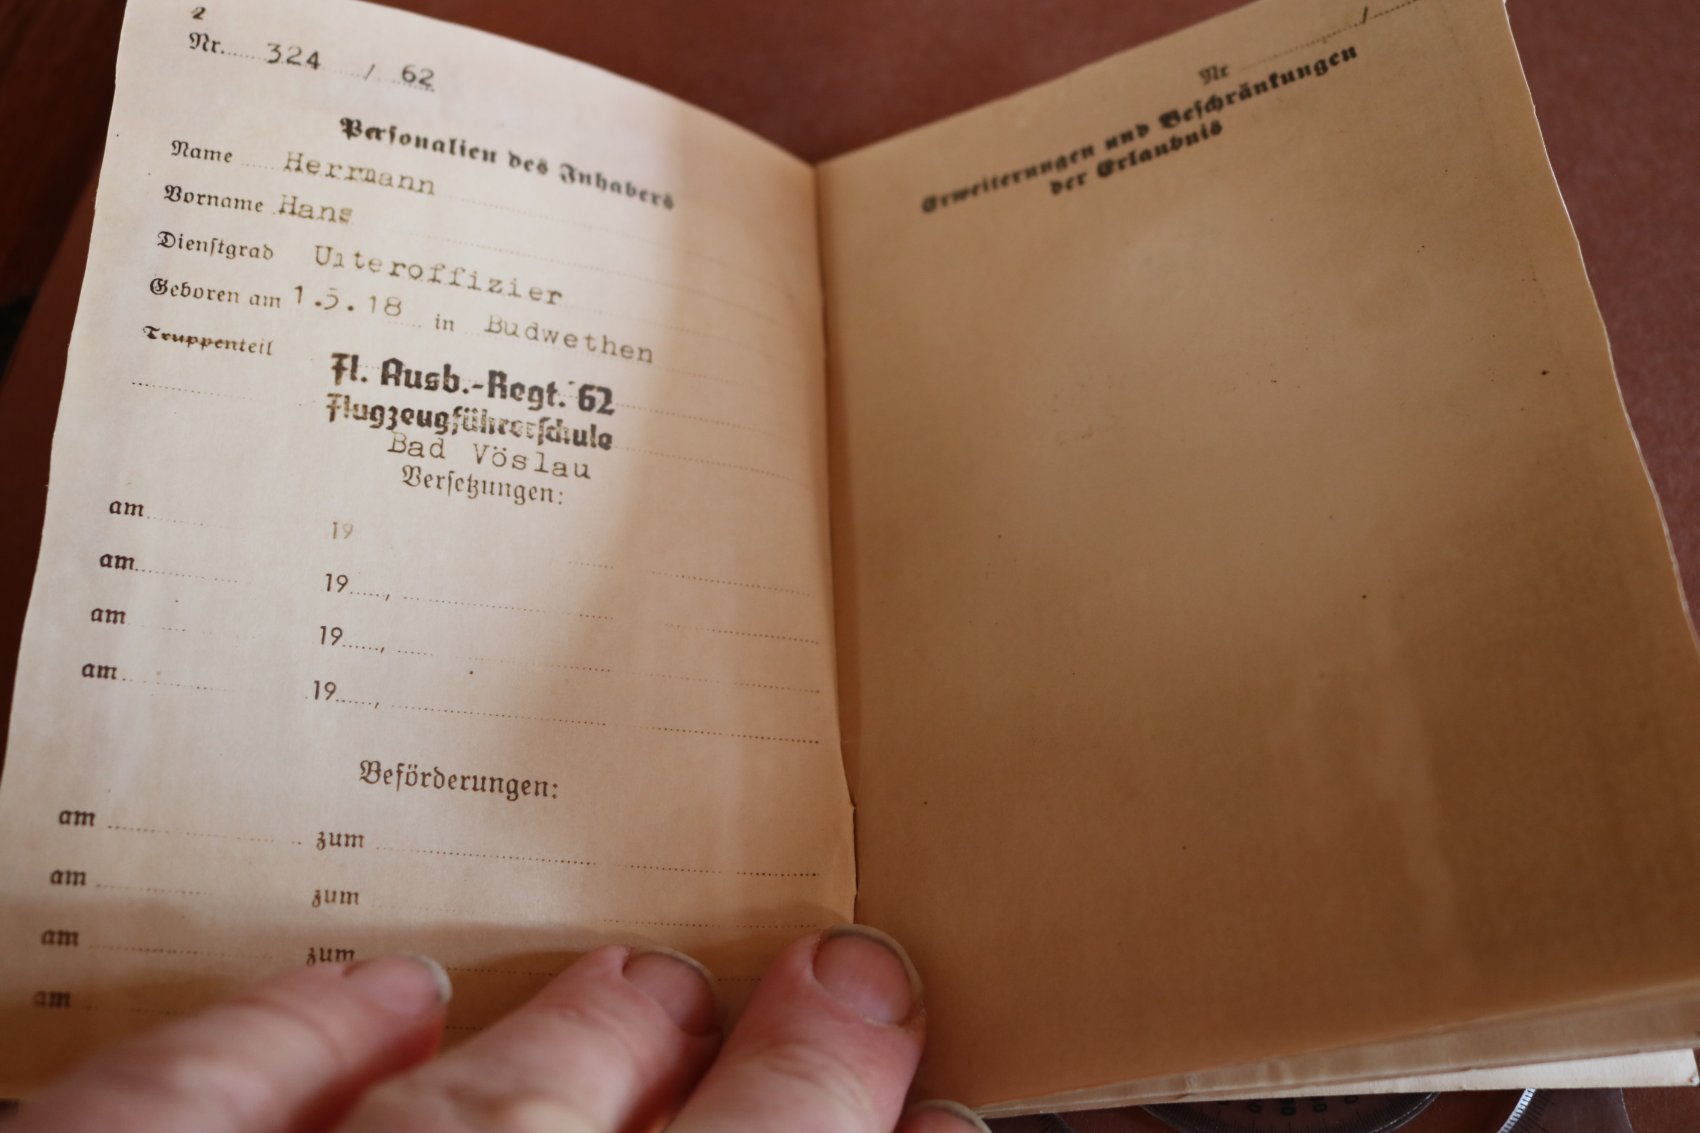 2
Nr. 324 / 62
Personalien des Inhabers
Name Herrmann
Vorname Hans
Dienstgrad Unteroffizier
Geboren am 1.5.18 in Budwethen
Truppenteil
Fl. Ausb.-Regt. 62
Flugzeugführerschule
Bad Vöslau
Versetzungen:
am 19
am 19 ,
am 19 ,
am 19 ,
Beförderungen:
am zum
am zum
am zum
am
Nr /
Erweiterungen und Beschränkungen
der Erlaubnis